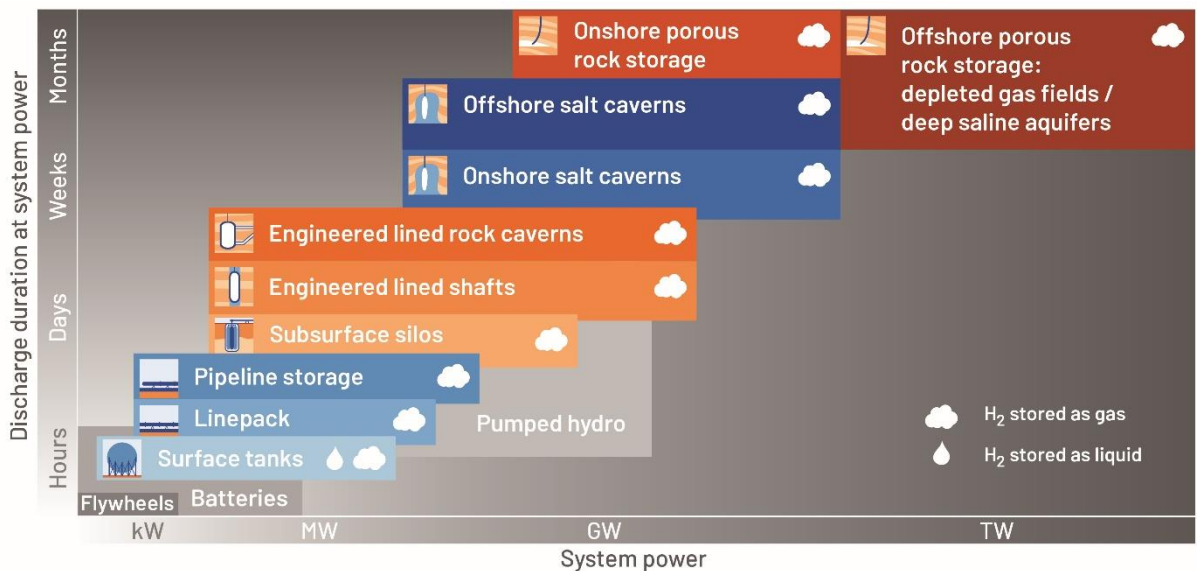 Discharge duration at system power
Months
Weeks
Days
Hours
Onshore porous
rock storage
Offshore porous
rock storage:
depleted gas fields /
deep saline aquifers
Offshore salt caverns
Onshore salt caverns
Engineered lined rock caverns
Engineered lined shafts
Subsurface silos
Pipeline storage
Linepack
Pumped hydro
Surface tanks
Flywheels
Batteries
H₂ stored as gas
H₂ stored as liquid
kW
MW
GW
TW
System power